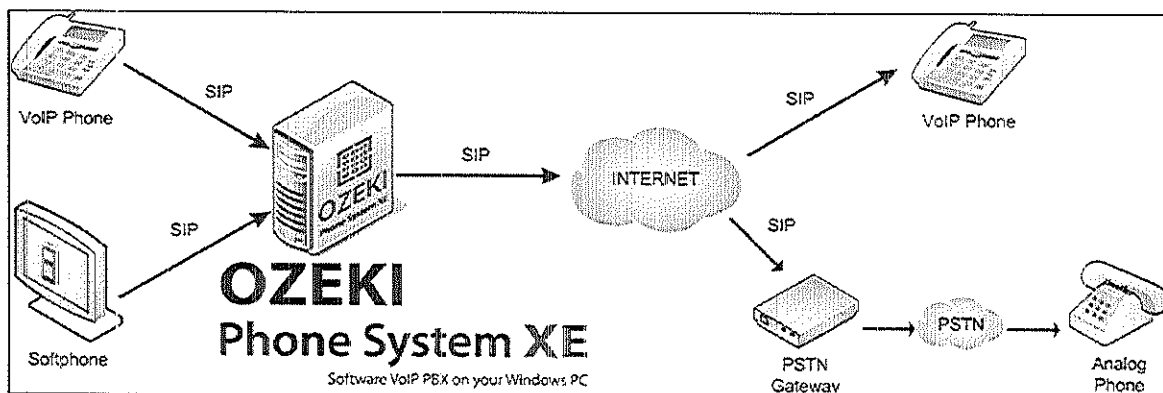 VoIP Phone
SIP
SIP
OZEKI
SIP
INTERNET
SIP
VoIP Phone
SIP
Softphone
OZEKI
Phone System XE
Software VoIP PBX on your Windows PC
SIP
PSTN
Gateway
PSTN
Analog
Phone